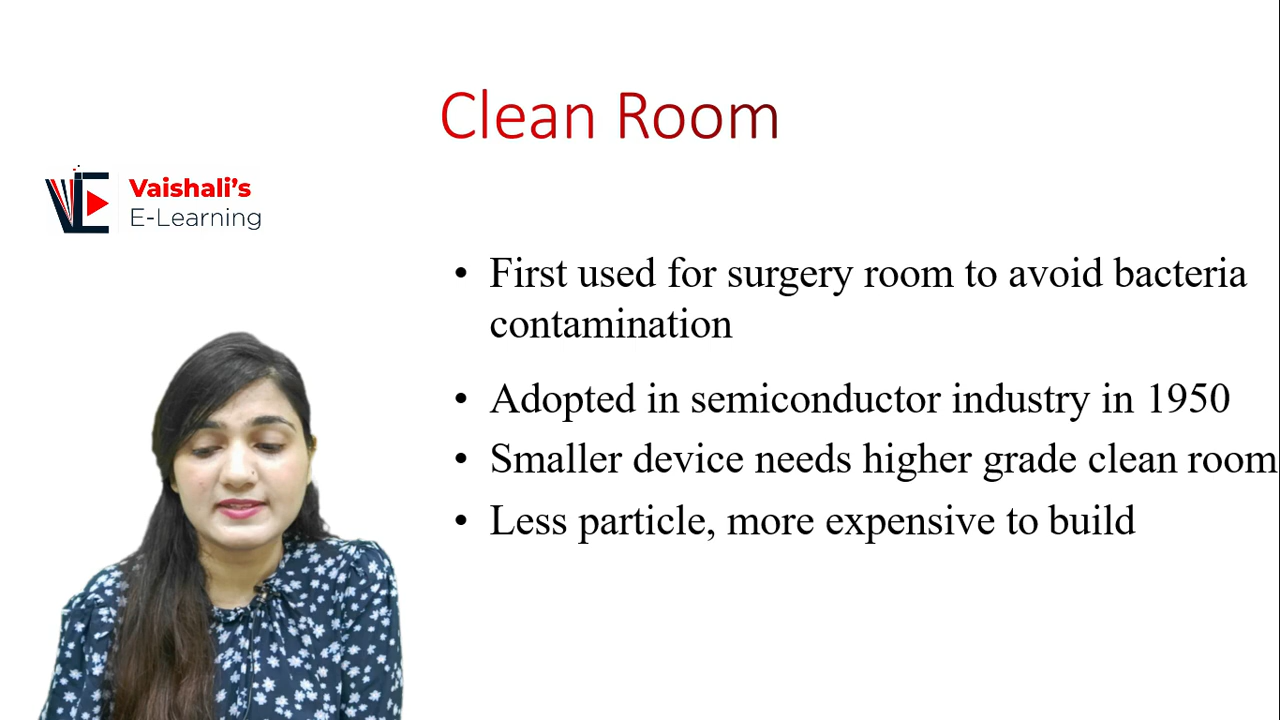 Clean Room
Vaishali's
E-Learning
• First used for surgery room to avoid bacteria
contamination
• Adopted in semiconductor industry in 1950
• Smaller device needs higher grade clean room
• Less particle, more expensive to build